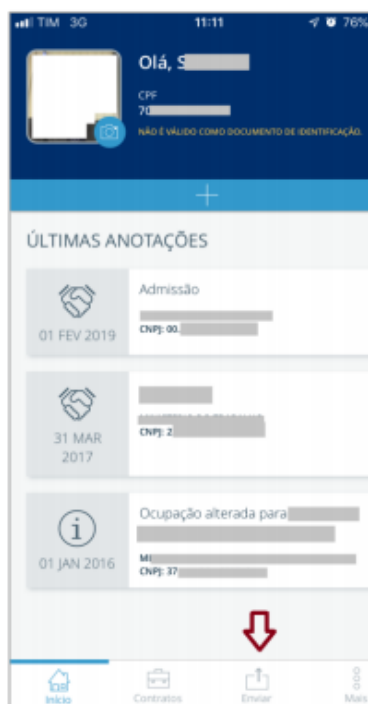 TIM 3G 11:11 76%
Olá, S
CPF
70
NÃO É VÁLIDO COMO DOCUMENTO DE IDENTIFICAÇÃO.
+
ÚLTIMAS ANOTAÇÕES
Admissão
CNPJ: 00.
01 FEV 2019
31 MAR
2017
CNPJ: 2
Ocupação alterada para
01 JAN 2016
MI
CNPJ: 37
Início Contratos Enviar Mais